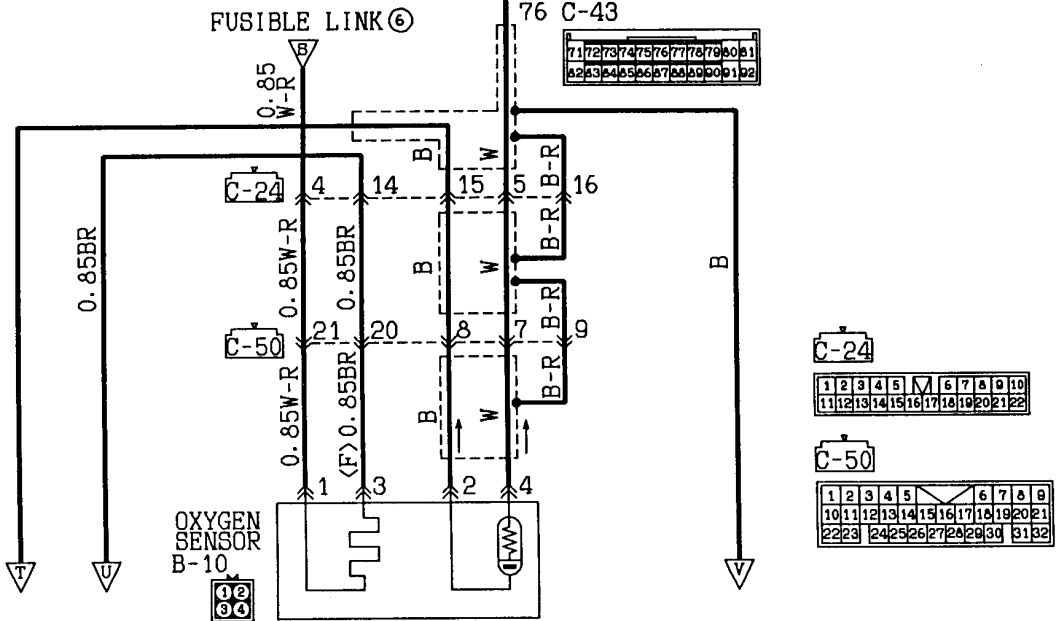 76 C-43
FUSIBLE LINK ⑥
B
71 72 73 74 75 76 77 78 79 80 81
82 83 84 85 86 87 88 89 90 91 92
0.85
W-R
B
W
B-R
C-24
4
14
15
5
16
0.85BR
0.85W-R
0.85BR
B
W
B-R
B-R
B
C-50
21
20
8
7
9
0.85W-R
<F>0.85BR
B
W
B-R
C-24
1 2 3 4 5 6 7 8 9 10
11 12 13 14 15 16 17 18 19 20 21 22
C-50
1 2 3 4 5 6 7 8 9
10 11 12 13 14 15 16 17 18 19 20 21
22 23 24 25 26 27 28 29 30 31 32
1
3
2
4
OXYGEN
SENSOR
B-10
1 2
3 4
T
U
V